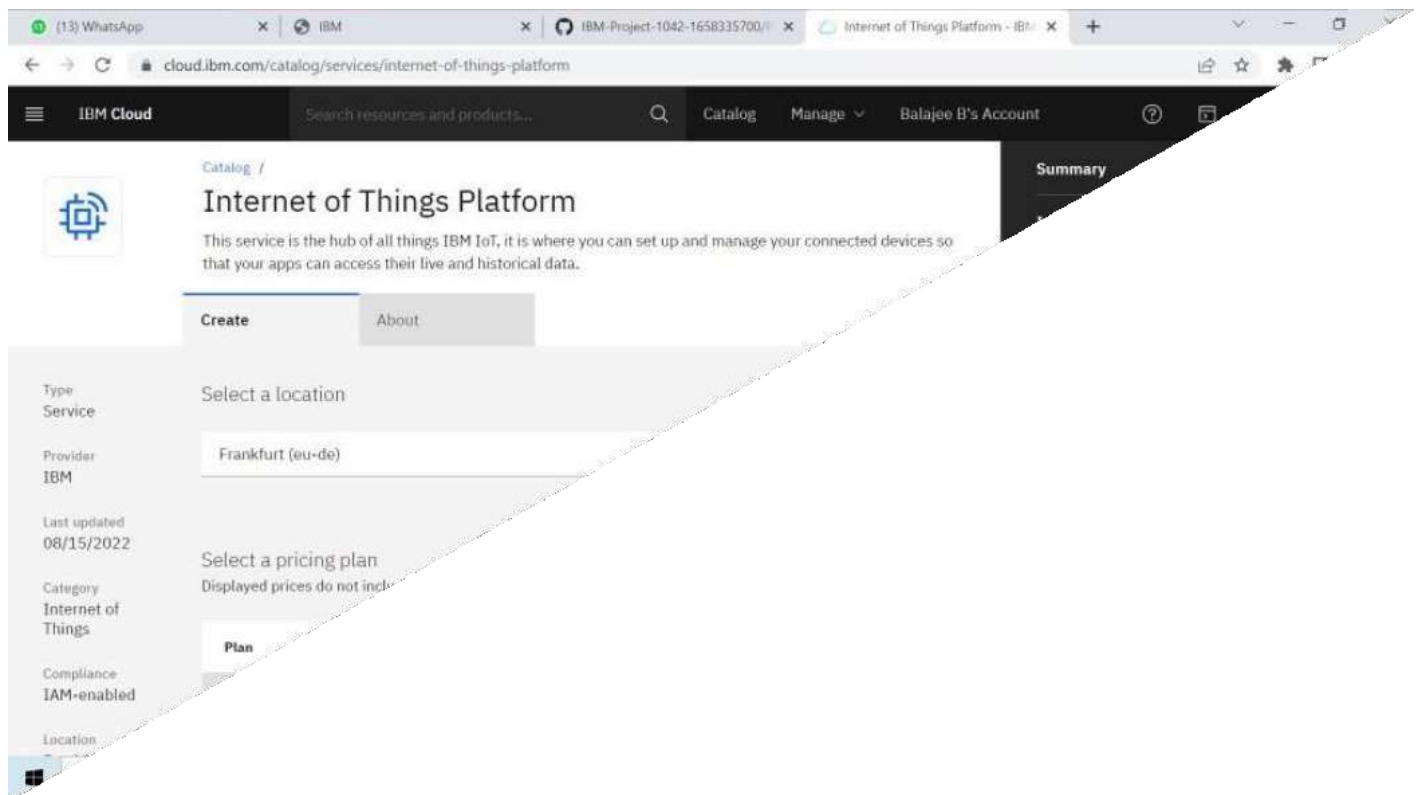 (13) WhatsApp
IBM
IBM-Project-1042-1658335700/
Internet of Things Platform - IBM
cloud.ibm.com/catalog/services/internet-of-things-platform
IBM Cloud
Search resources and products...
Catalog
Manage
Balajee B's Account
Catalog /
Internet of Things Platform
This service is the hub of all things IBM IoT, it is where you can set up and manage your connected devices so
that your apps can access their live and historical data.
Summary
Create
About
Type
Service
Provider
IBM
Last updated
08/15/2022
Category
Internet of
Things
Compliance
IAM-enabled
Location
Select a location
Frankfurt (eu-de)
Select a pricing plan
Displayed prices do not
Plan